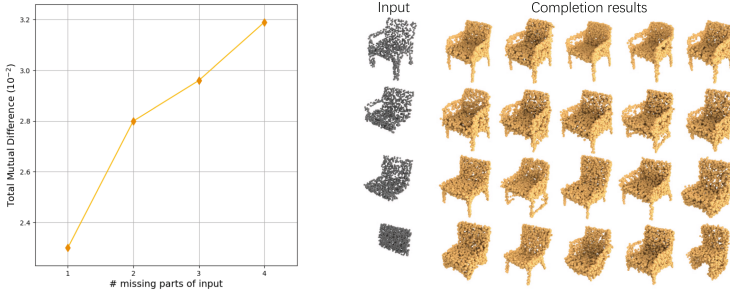 Input
Completion results
Total Mutual Difference (10⁻²)
3.2
3.0
2.8
2.6
2.4
1 2 3 4
# missing parts of input